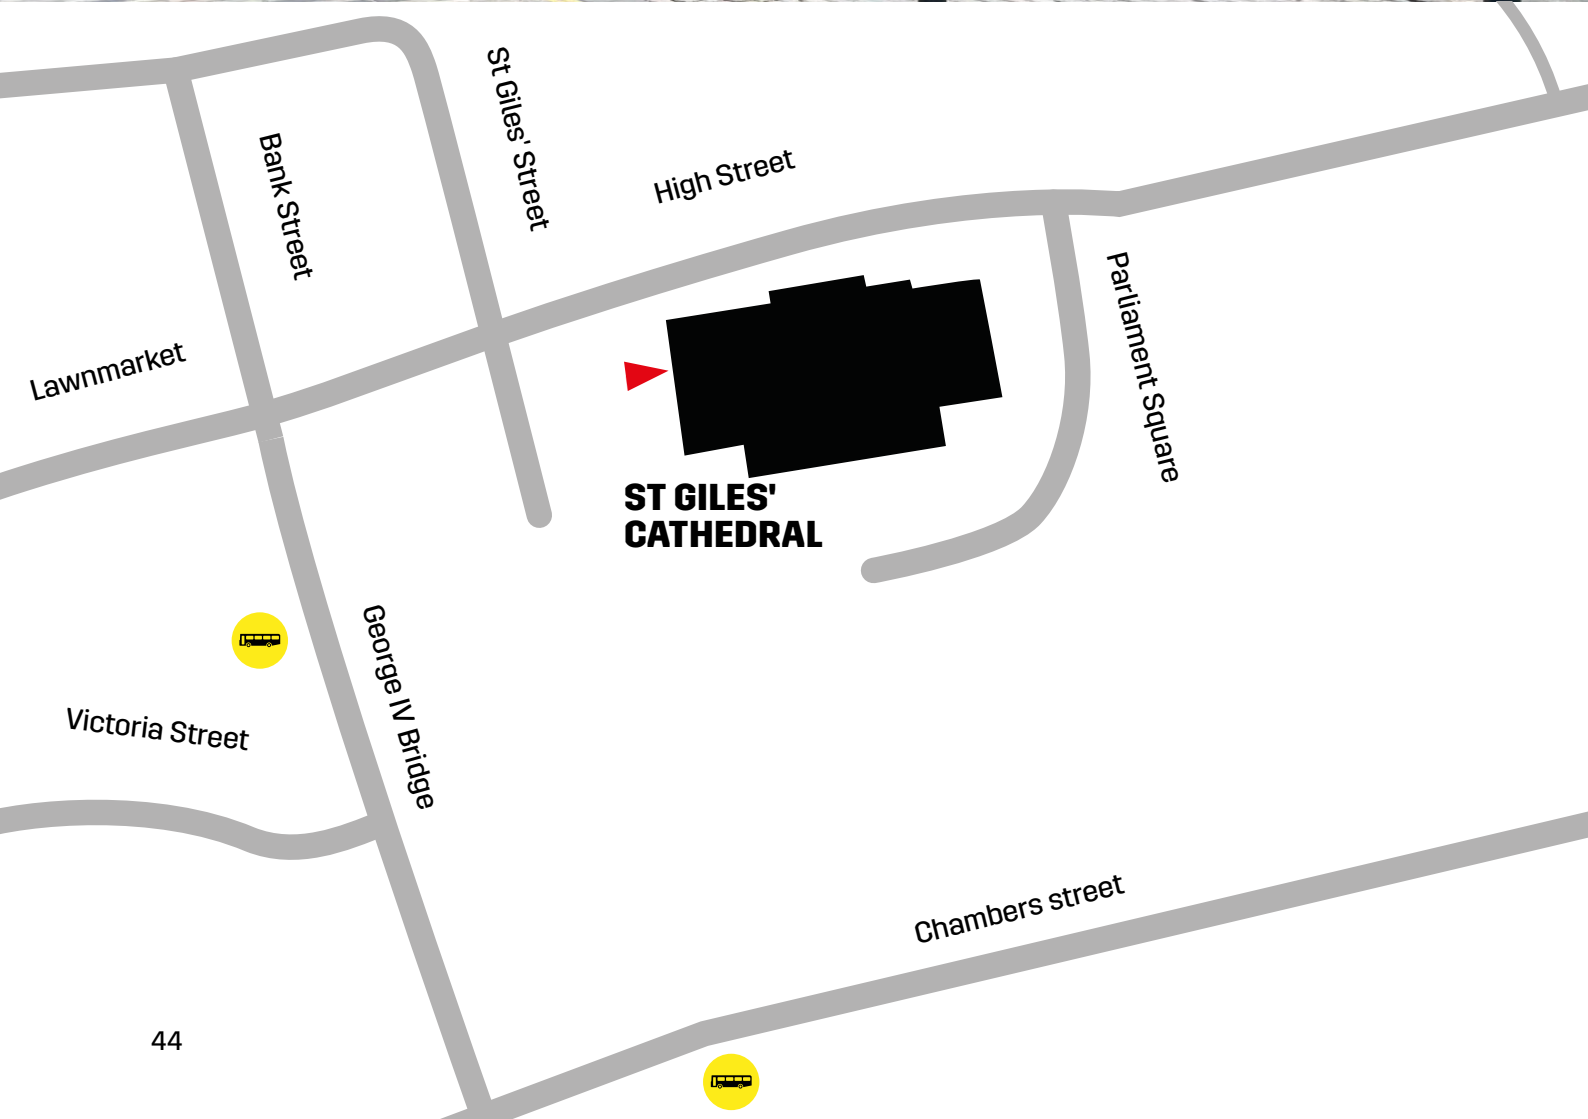 St Giles' Street
Bank Street
High Street
Lawnmarket
Parliament Square
ST GILES'
CATHEDRAL
George IV Bridge
Victoria Street
Chambers street
44